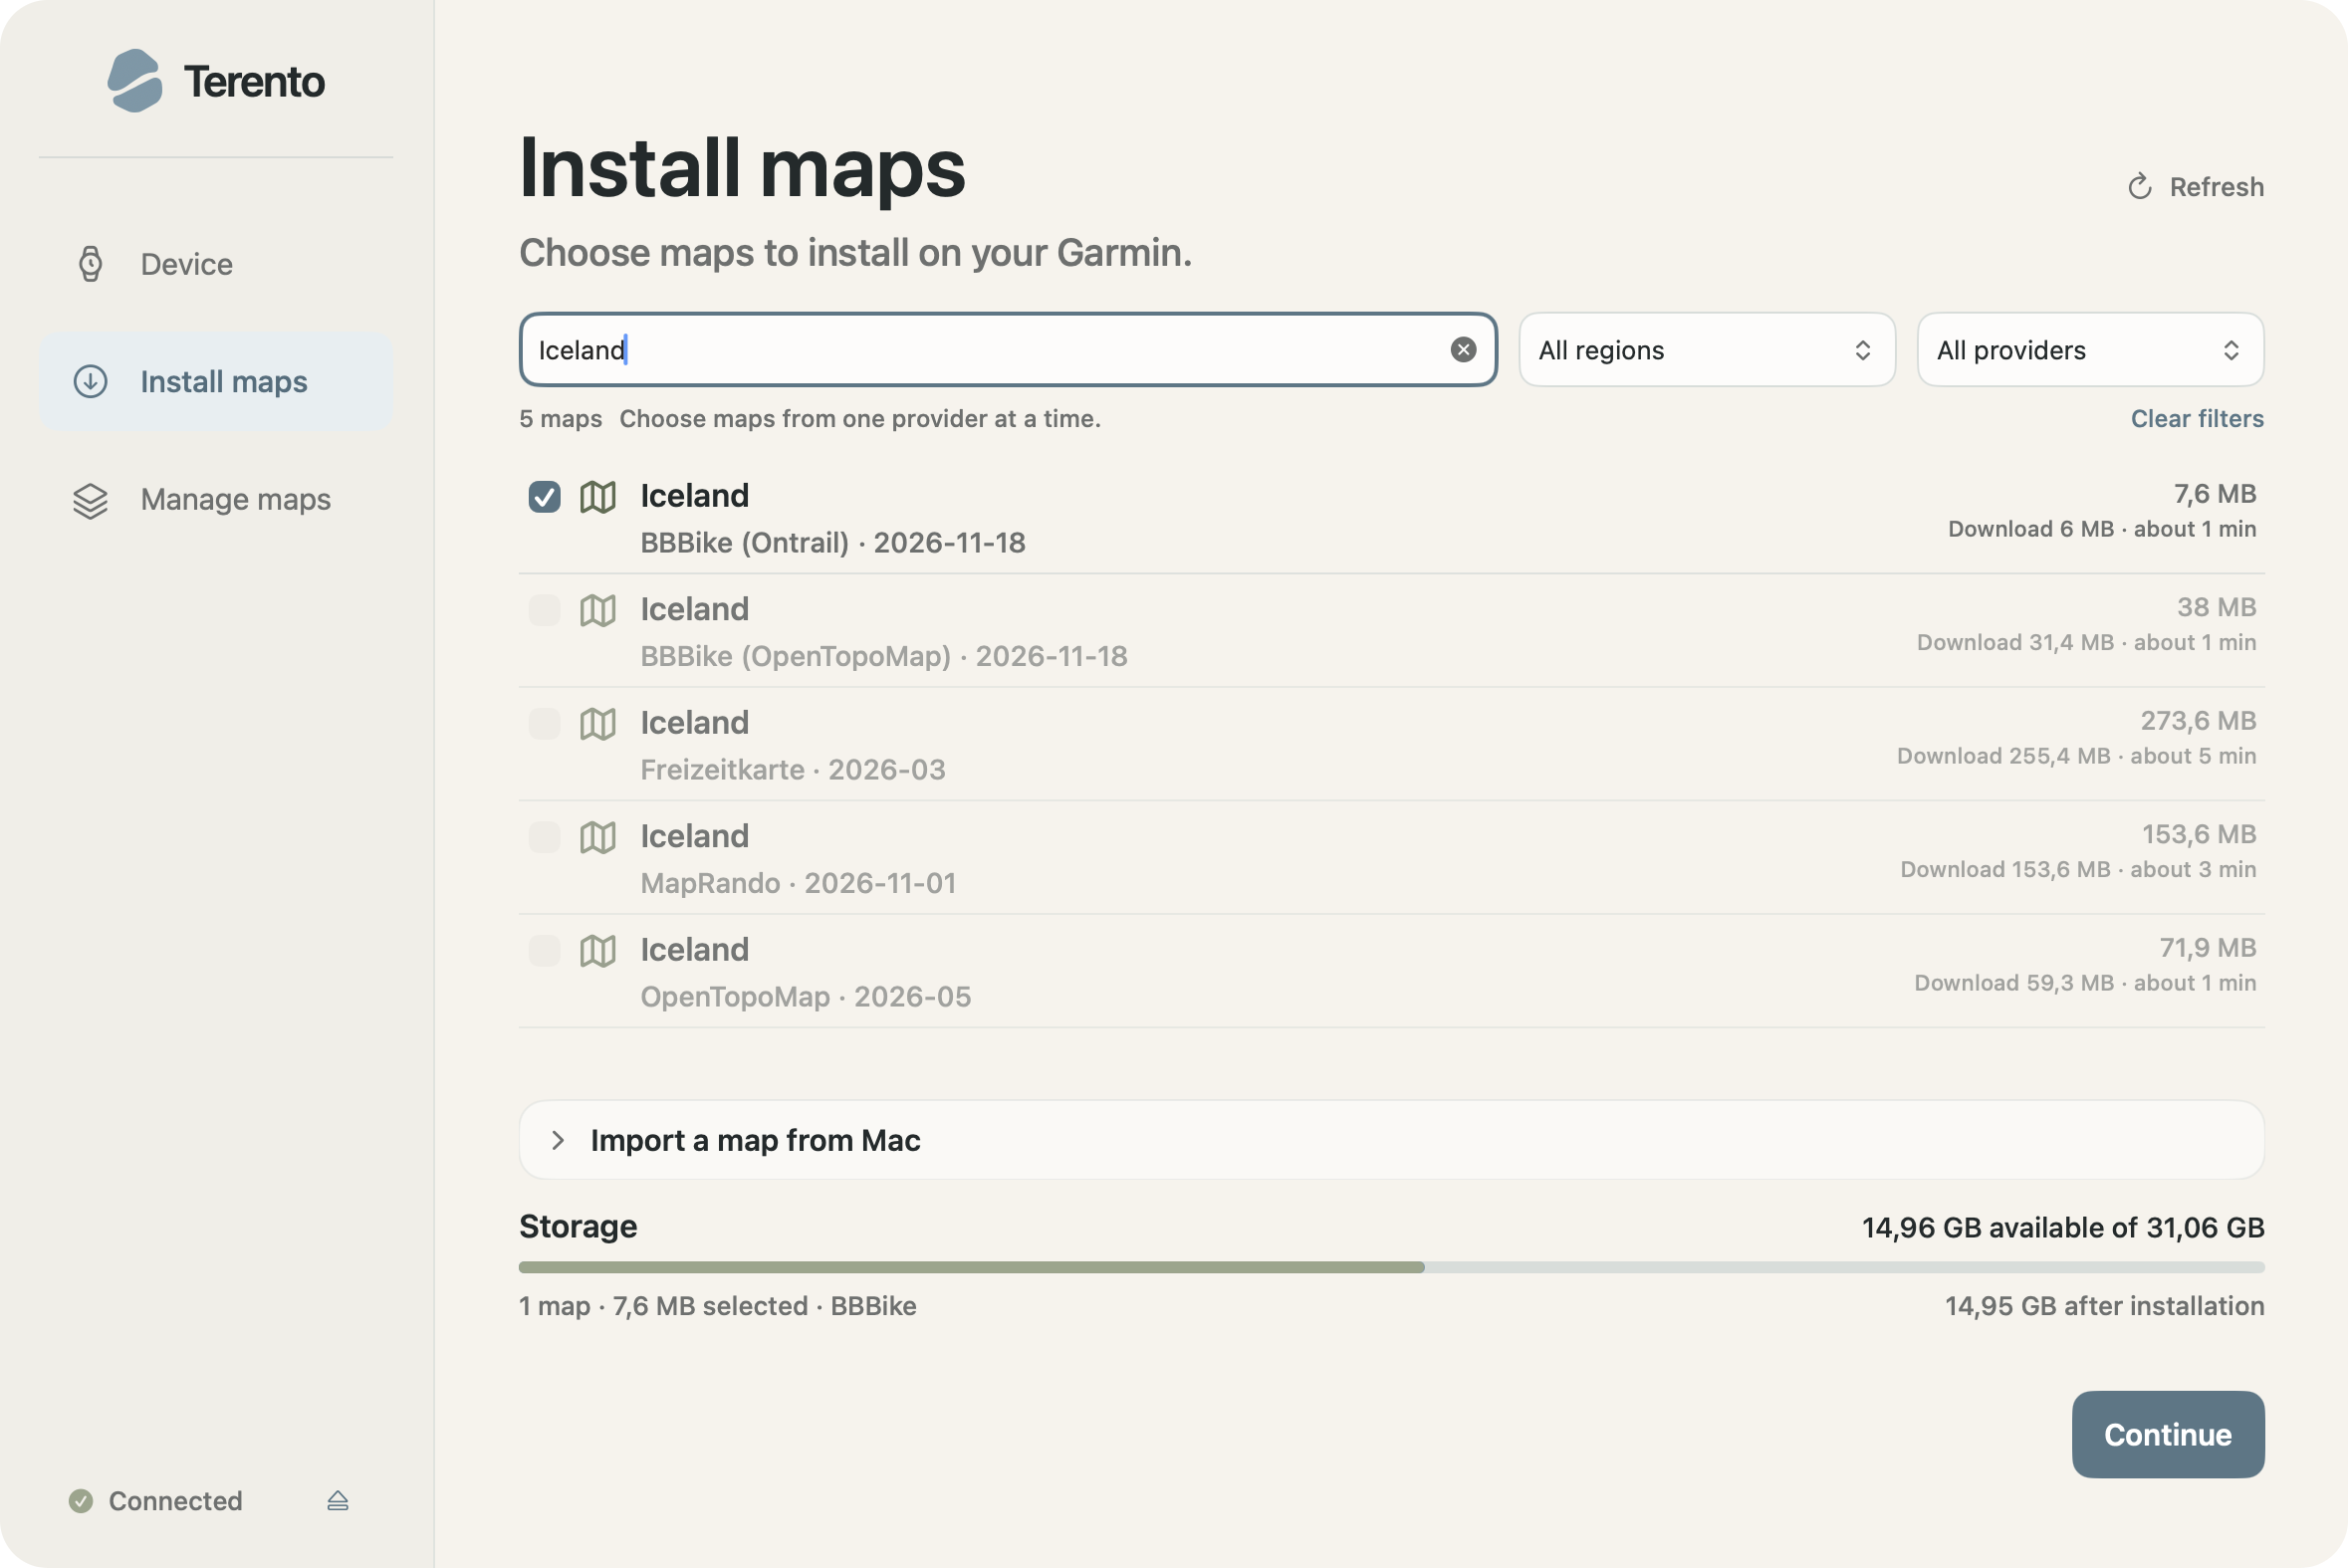 Terento
Device
Install maps
Manage maps
Connected
Install maps
Refresh
Choose maps to install on your Garmin.
Iceland
All regions
All providers
5 maps Choose maps from one provider at a time.
Clear filters
Iceland
7,6 MB
BBBike (Ontrail) · 2026-11-18
Download 6 MB · about 1 min
Iceland
38 MB
BBBike (OpenTopoMap) · 2026-11-18
Download 31,4 MB · about 1 min
Iceland
273,6 MB
Freizeitkarte · 2026-03
Download 255,4 MB · about 5 min
Iceland
153,6 MB
MapRando · 2026-11-01
Download 153,6 MB · about 3 min
Iceland
71,9 MB
OpenTopoMap · 2026-05
Download 59,3 MB · about 1 min
Import a map from Mac
Storage
14,96 GB available of 31,06 GB
1 map · 7,6 MB selected · BBBike
14,95 GB after installation
Continue